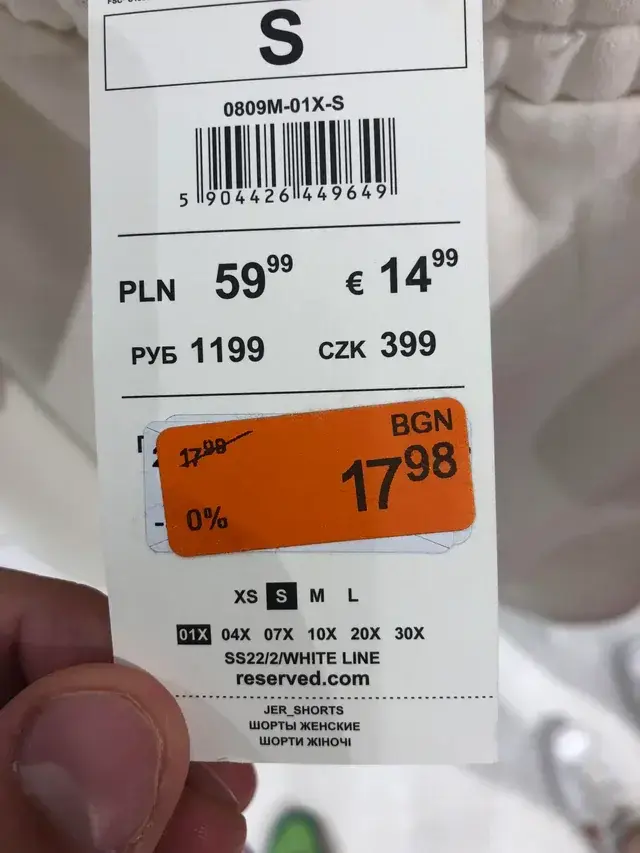 S
0809M-01X-S
5 904426 449649
PLN 59⁹⁹ € 14⁹⁹
РУБ 1199 CZK 399
BGN
17⁹⁸ 17⁹⁸
0%
XS S M L
01X 04X 07X 10X 20X 30X
SS22/2/WHITE LINE
reserved.com
JER_SHORTS
ШОРТЫ ЖЕНСКИЕ
ШОРТИ ЖІНОЧІ